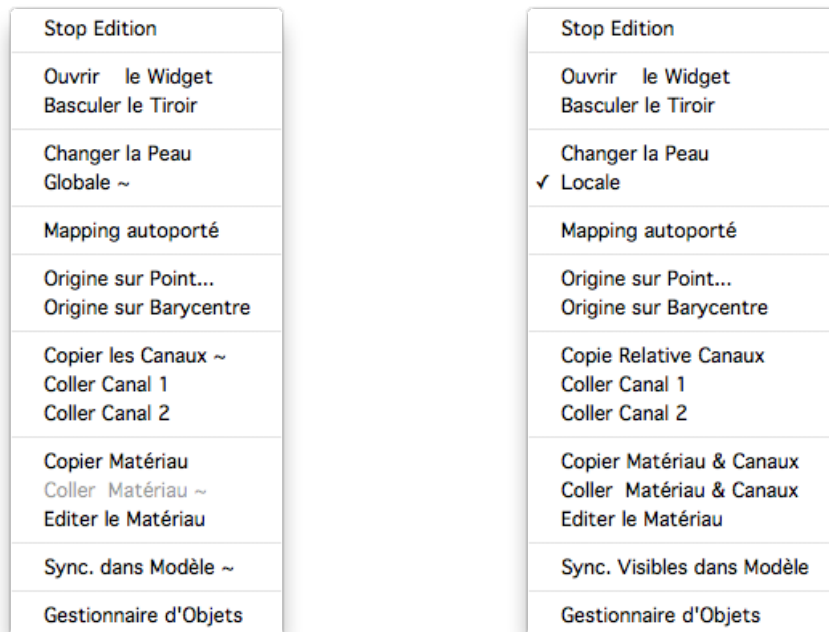 Stop Edition
Ouvrir le Widget
Basculer le Tiroir
Changer la Peau
Globale ~
Mapping autoporté
Origine sur Point...
Origine sur Barycentre
Copier les Canaux ~
Coller Canal 1
Coller Canal 2
Copier Matériau
Coller Matériau ~
Editer le Matériau
Sync. dans Modèle ~
Gestionnaire d'Objets
Stop Edition
Ouvrir le Widget
Basculer le Tiroir
Changer la Peau
✓ Locale
Mapping autoporté
Origine sur Point...
Origine sur Barycentre
Copie Relative Canaux
Coller Canal 1
Coller Canal 2
Copier Matériau & Canaux
Coller Matériau & Canaux
Editer le Matériau
Sync. Visibles dans Modèle
Gestionnaire d'Objets